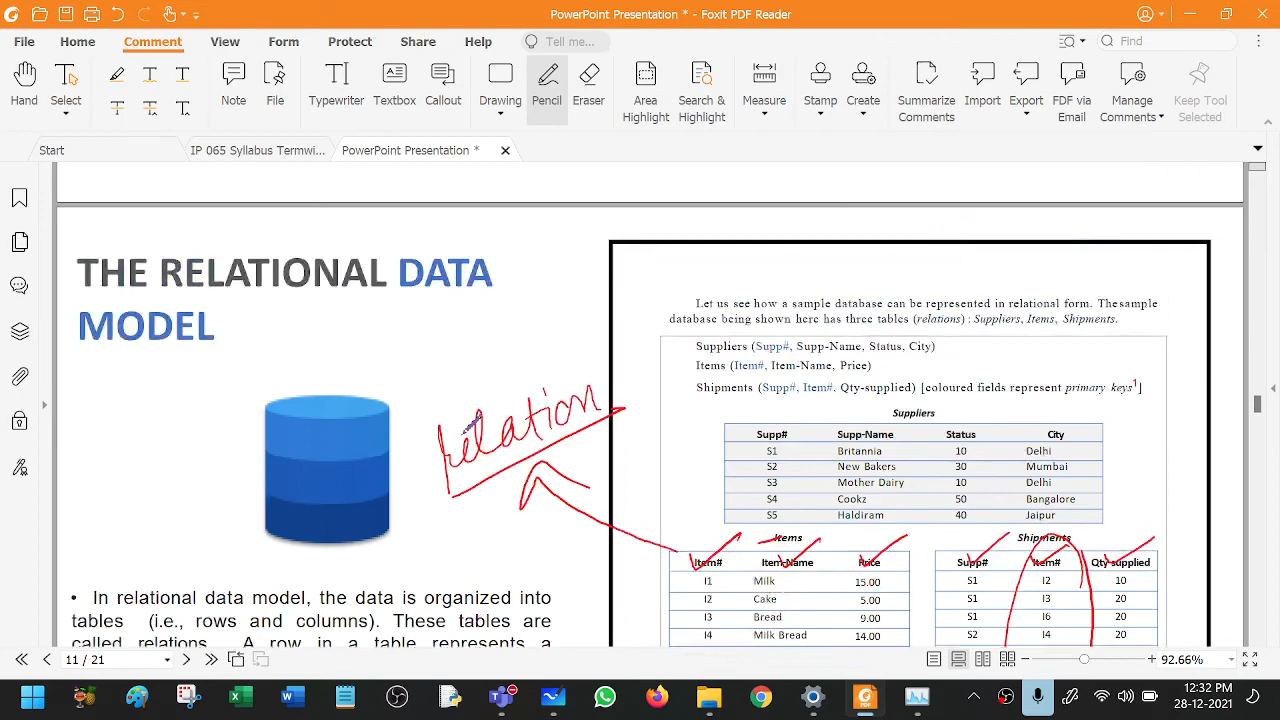 PowerPoint Presentation * - Foxit PDF Reader
File Home Comment View Form Protect Share Help Tell me... Find
Hand Select Note File Typewriter Textbox Callout Drawing Pencil Eraser Area Highlight Search & Highlight Measure Stamp Create Summarize Comments Import Export FDF via Email Manage Comments Keep Tool Selected
Start IP 065 Syllabus Termwi... PowerPoint Presentation *
THE RELATIONAL DATA
MODEL
relation
• In relational data model, the data is organized into
tables (i.e., rows and columns). These tables are
called relations. A row in a table represents a
Let us see how a sample database can be represented in relational form. The sample
database being shown here has three tables (relations) : Suppliers, Items, Shipments.
Suppliers (Supp#, Supp-Name, Status, City)
Items (Item#, Item-Name, Price)
Shipments (Supp#, Item#. Qty-supplied) [coloured fields represent primary keys1]
Suppliers
Supp# Supp-Name Status City
S1 Britannia 10 Delhi
S2 New Bakers 30 Mumbai
S3 Mother Dairy 10 Delhi
S4 Cookz 50 Bangalore
S5 Haldiram 40 Jaipur
Items
Item# Item-Name Price
I1 Milk 15.00
I2 Cake 5.00
I3 Bread 9.00
I4 Milk Bread 14.00
Shipments
Supp# Item# Qty supplied
S1 I2 10
S1 I3 20
S1 I6 20
S2 I4 20
11 / 21 92.66%
12:32 PM
28-12-2021